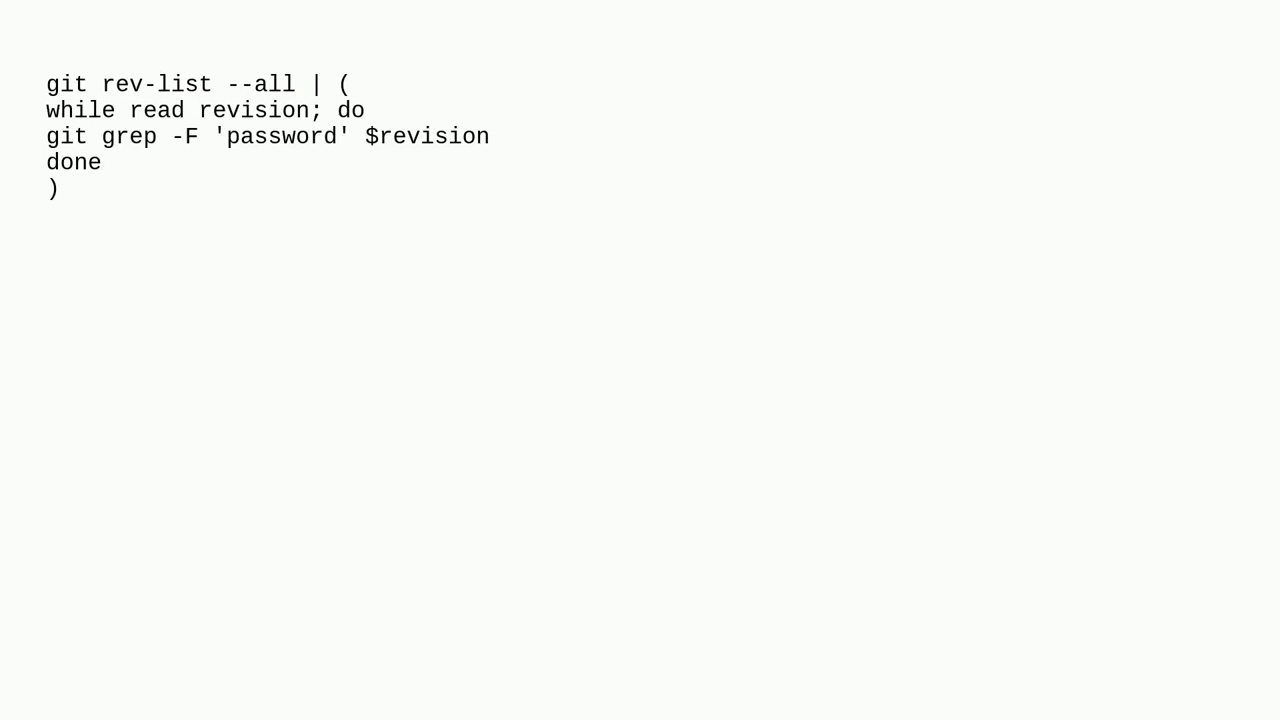 git rev-list --all | (
while read revision; do
git grep -F 'password' $revision
done
)